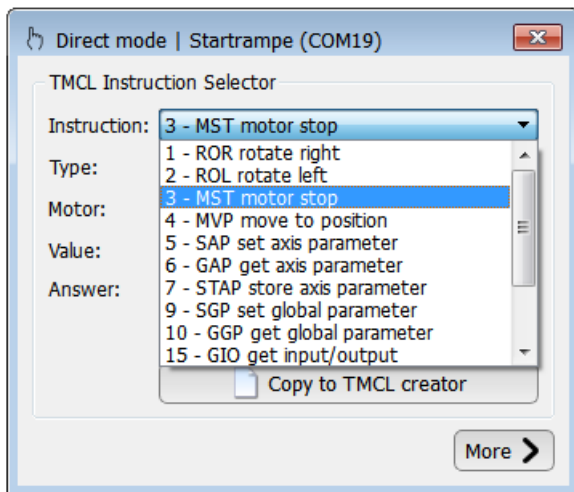 Direct mode | Startrampe (COM19)
TMCL Instruction Selector
Instruction: 3 - MST motor stop
1 - ROR rotate right
Type:
2 - ROL rotate left
3 - MST motor stop
Motor:
4 - MVP move to position
5 - SAP set axis parameter
Value:
6 - GAP get axis parameter
7 - STAP store axis parameter
Answer:
9 - SGP set global parameter
10 - GGP get global parameter
15 - GIO get input/output
Copy to TMCL creator
More